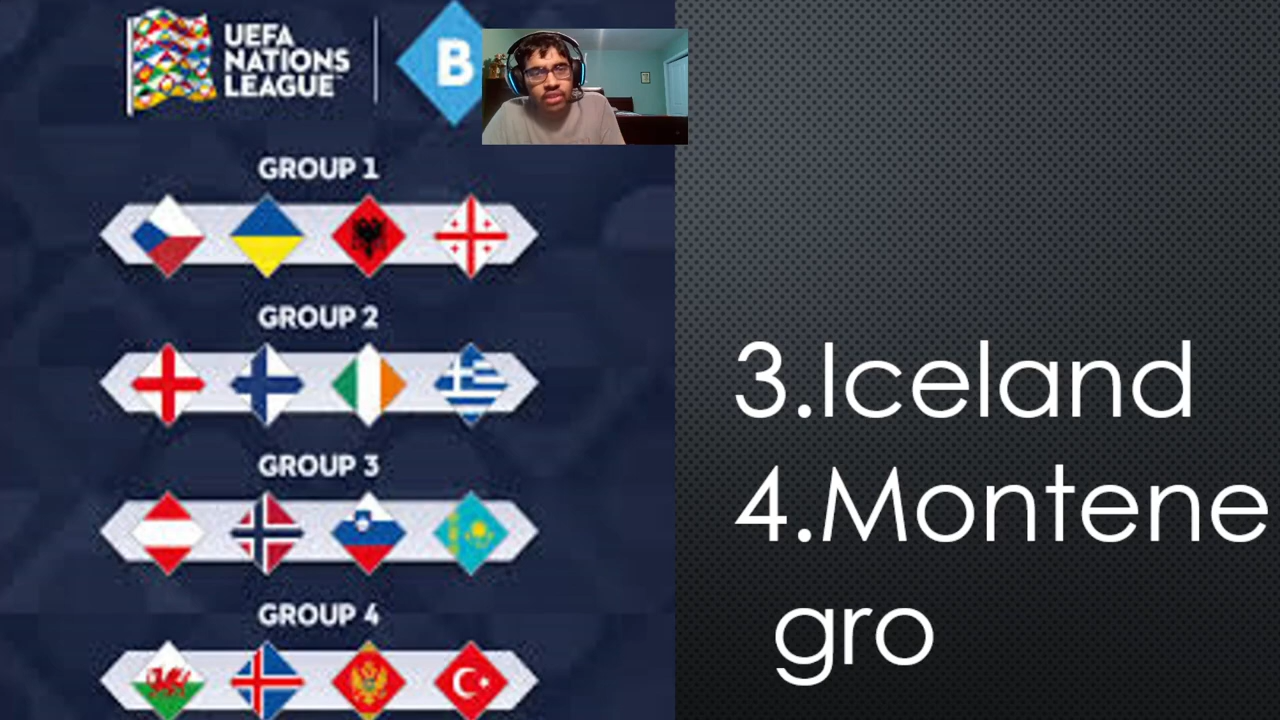 UEFA
NATIONS
LEAGUE
B
GROUP 1
GROUP 2
GROUP 3
GROUP 4
3.Iceland
4.Montene
gro